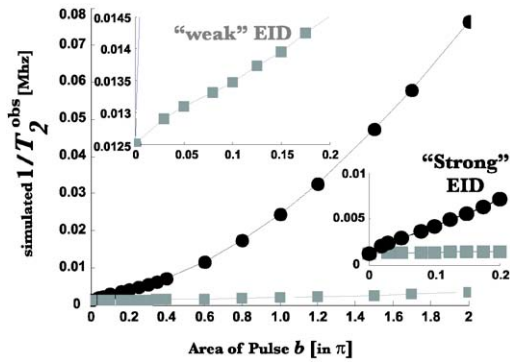 0.08
0.07
0.06
0.05
0.04
0.03
0.02
0.01
0
simulated 1/T₂ᵒᵇˢ [Mhz]
0.0145
0.014
0.0135
0.013
0.0125
"weak" EID
0 0.05 0.1 0.15 0.2
"Strong"
EID
0.01
0.005
0
0 0.1 0.2
0 0.2 0.4 0.6 0.8 1.0 1.2 1.4 1.6 1.8 2
Area of Pulse b [in π]